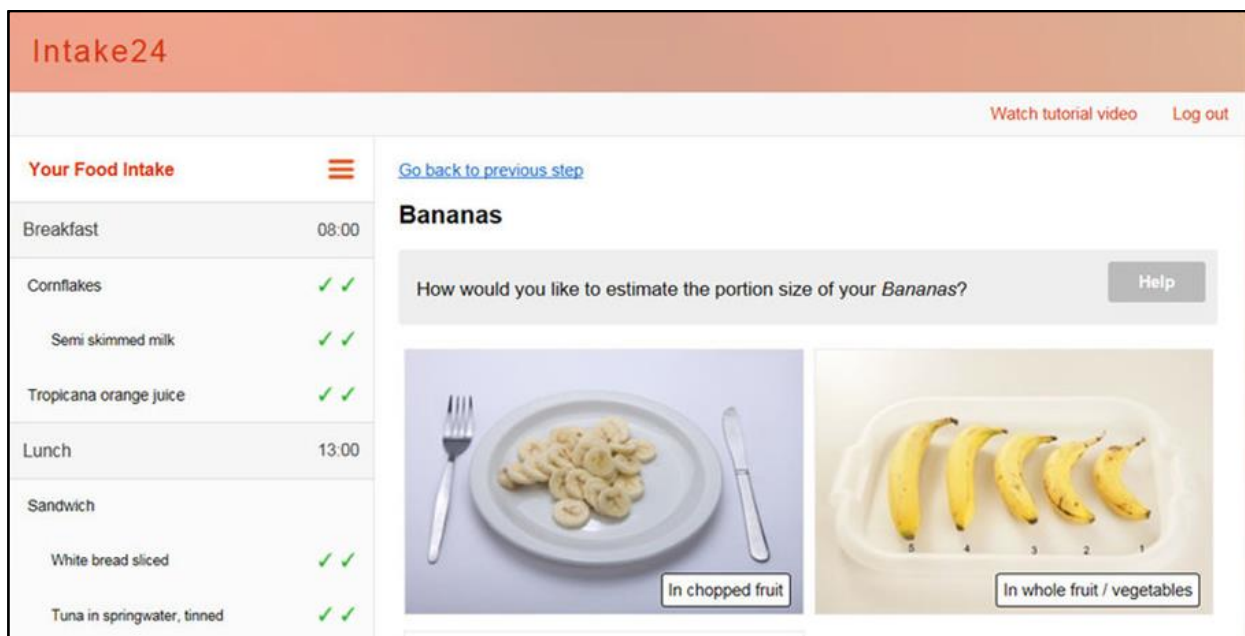 Intake24
Watch tutorial video Log out
Your Food Intake
Breakfast 08:00
Cornflakes ✓ ✓
Semi skimmed milk ✓ ✓
Tropicana orange juice ✓ ✓
Lunch 13:00
Sandwich
White bread sliced ✓ ✓
Tuna in springwater, tinned ✓ ✓
Go back to previous step
Bananas
How would you like to estimate the portion size of your Bananas?
Help
In chopped fruit
5 4 3 2 1
In whole fruit / vegetables